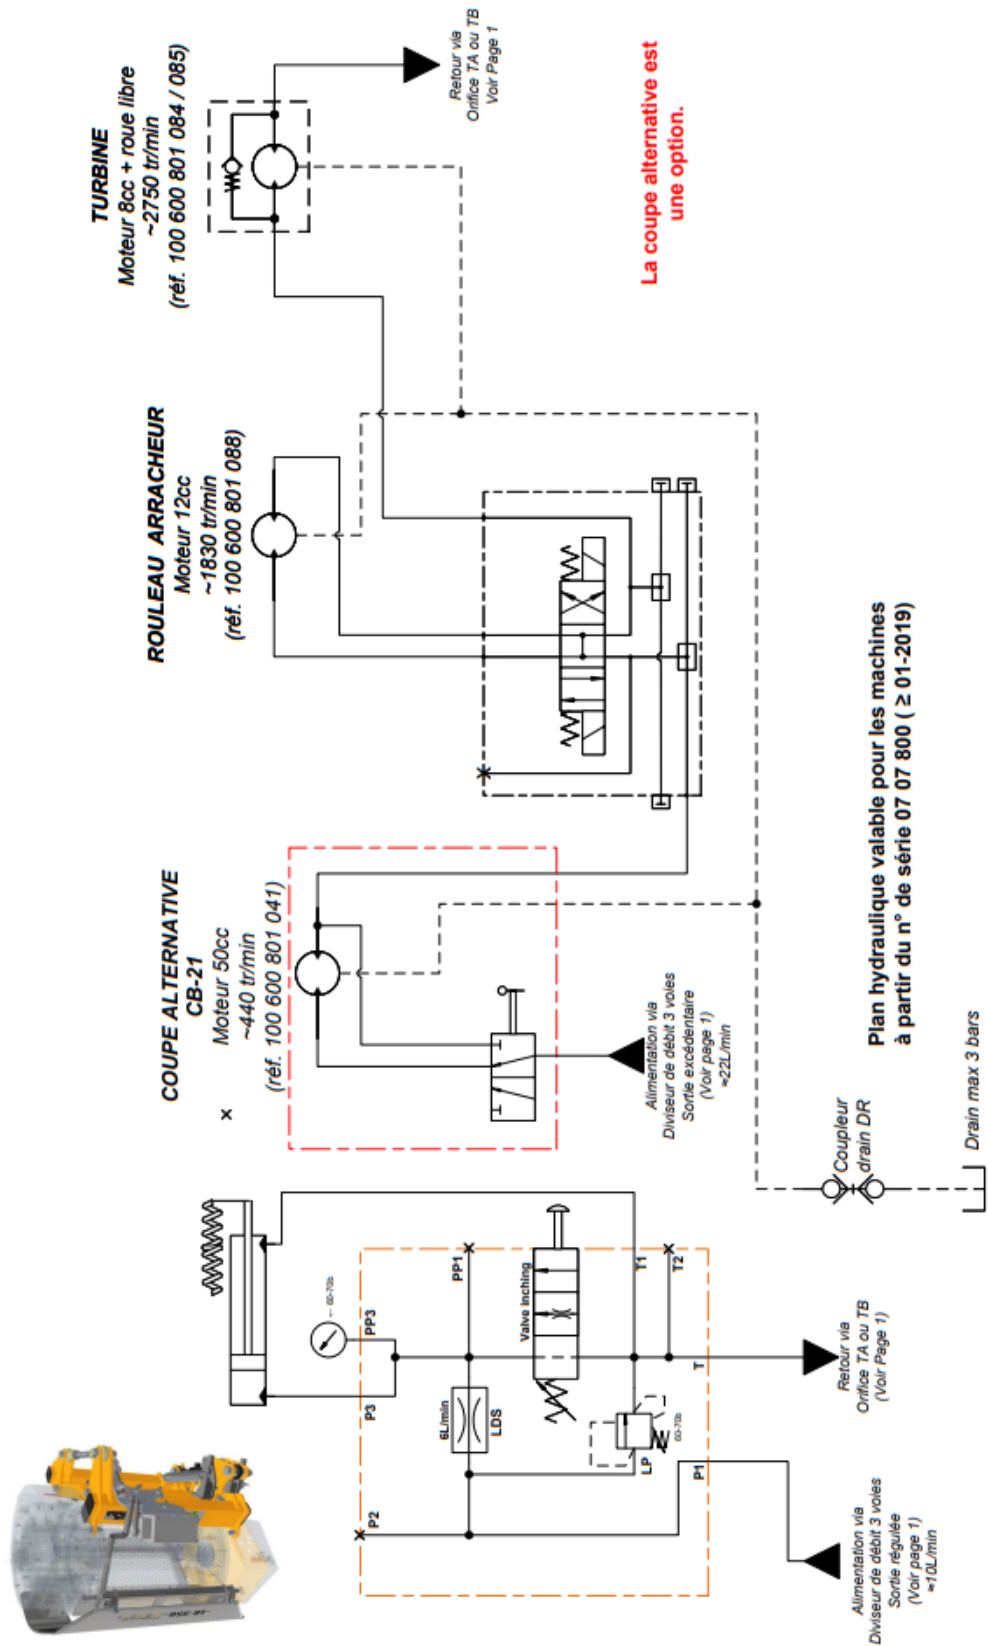 COUPE ALTERNATIVE
CB-21
Moteur 50cc
~440 tr/min
(réf. 100 600 801 041)
×
ROULEAU ARRACHEUR
Moteur 12cc
~1830 tr/min
(réf. 100 600 801 088)
TURBINE
Moteur 8cc + roue libre
~2750 tr/min
(réf. 100 600 801 084 / 085)
Retour via
Orifice TA ou TB
Voir Page 1
La coupe alternative est
une option.
60-70b
PP3
P3
PP1
P2
6L/min
LDS
Valve Inching
T1
T2
T
LP
60-70b
P1
Alimentation via
Diviseur de débit 3 voies
Sortie excédentaire
(Voir page 1)
≈22L/min
Alimentation via
Diviseur de débit 3 voies
Sortie régulée
(Voir page 1)
≈10L/min
Retour via
Orifice TA ou TB
(Voir Page 1)
Coupleur
drain DR
Drain max 3 bars
Plan hydraulique valable pour les machines
à partir du n° de série 07 07 800 ( ≥ 01-2019)